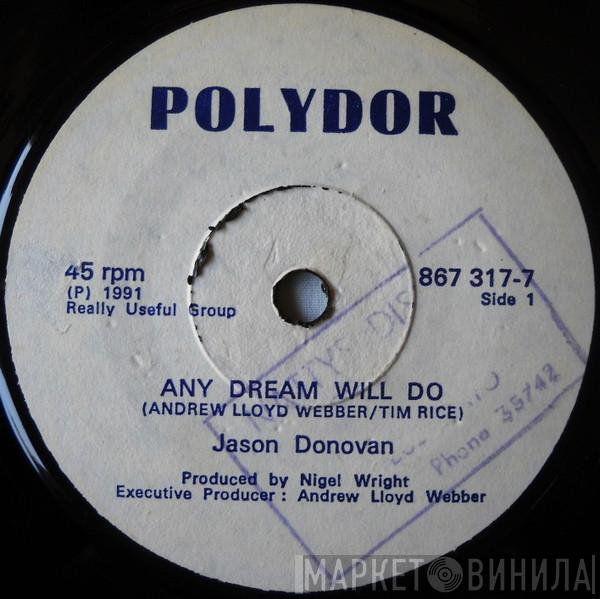 POLYDOR
45 rpm
(P) 1991
Really Useful Group
867 317-7
Side 1
ANY DREAM WILL DO
(ANDREW LLOYD WEBBER/TIM RICE)
Jason Donovan
Produced by Nigel Wright
Executive Producer: Andrew Lloyd Webber
Phone 35742
МАРКЕТ ВИНИЛА